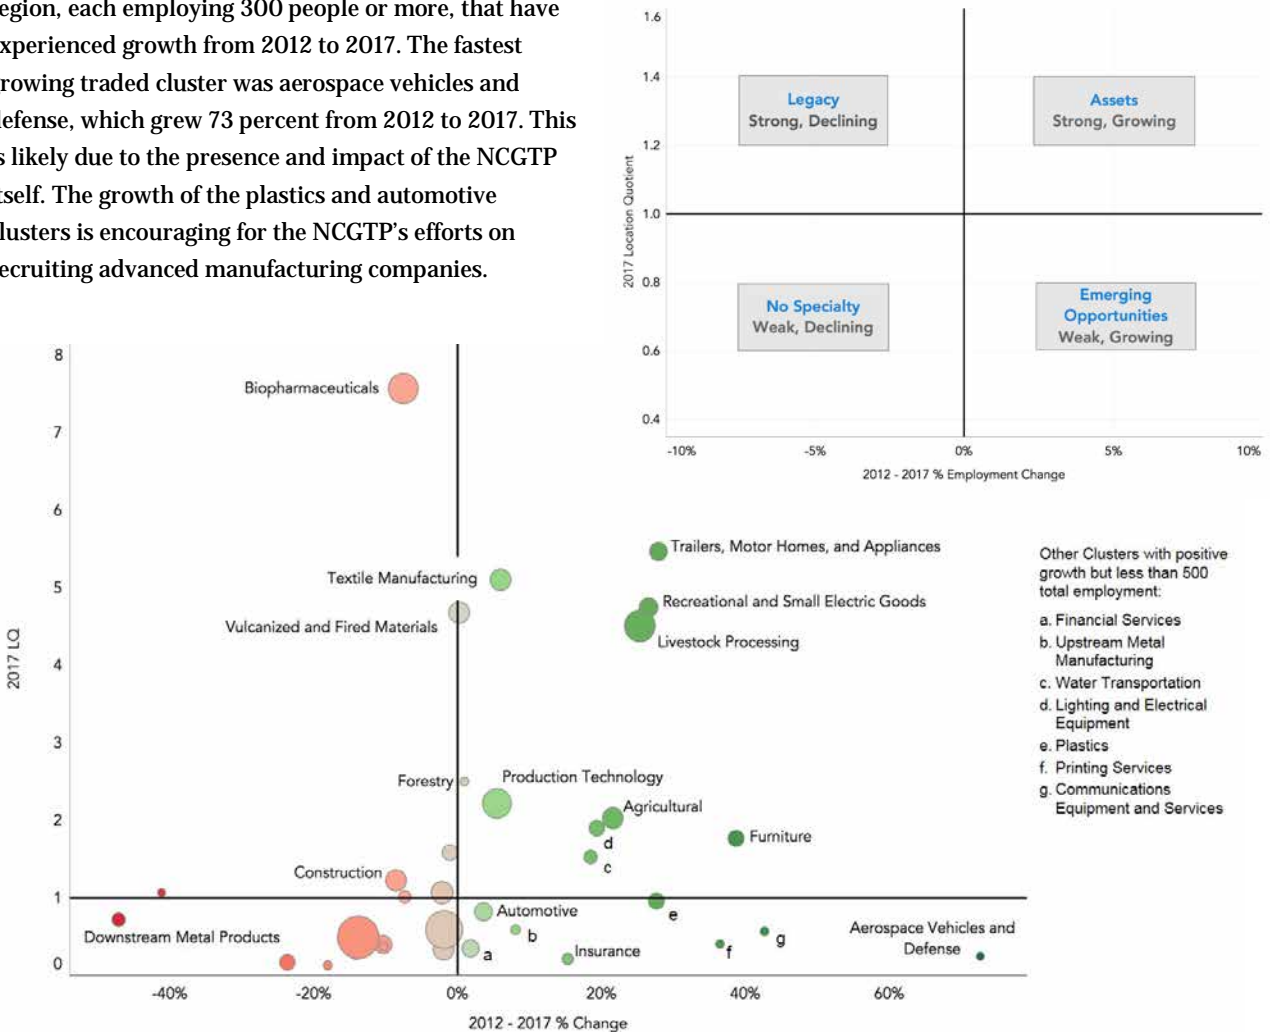 egion, each employing 300 people or more, that have
xperienced growth from 2012 to 2017. The fastest
rowing traded cluster was aerospace vehicles and
efense, which grew 73 percent from 2012 to 2017. This
s likely due to the presence and impact of the NCGTP
tself. The growth of the plastics and automotive
lusters is encouraging for the NCGTP's efforts on
ecruiting advanced manufacturing companies.
1.6
1.4
1.2
1.0
0.8
0.6
0.4
2017 Location Quotient
Legacy
Strong, Declining
Assets
Strong, Growing
No Specialty
Weak, Declining
Emerging
Opportunities
Weak, Growing
-10%
-5%
0%
5%
10%
2012 - 2017 % Employment Change
8
7
6
5
4
3
2
1
0
2017 LQ
Biopharmaceuticals
Trailers, Motor Homes, and Appliances
Textile Manufacturing
Recreational and Small Electric Goods
Vulcanized and Fired Materials
Livestock Processing
Forestry
Production Technology
Agricultural
Furniture
d
c
Construction
Automotive
e
b
Downstream Metal Products
a
Insurance
f
g
Aerospace Vehicles and
Defense
-40%
-20%
0%
20%
40%
60%
2012 - 2017 % Change
Other Clusters with positive
growth but less than 500
total employment:
a. Financial Services
b. Upstream Metal
Manufacturing
c. Water Transportation
d. Lighting and Electrical
Equipment
e. Plastics
f. Printing Services
g. Communications
Equipment and Services